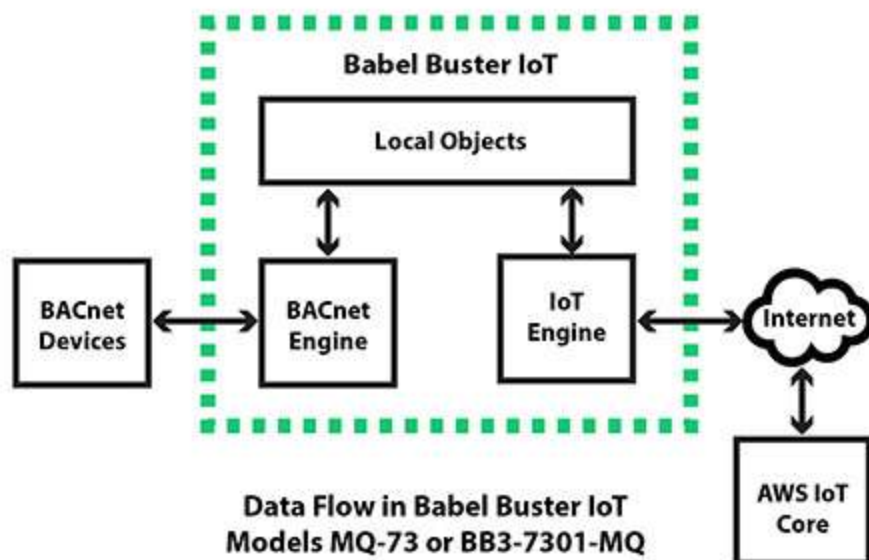 Babel Buster IoT
Local Objects
BACnet
Devices
BACnet
Engine
IoT
Engine
Internet
AWS IoT
Core
Data Flow in Babel Buster IoT
Models MQ-73 or BB3-7301-MQ